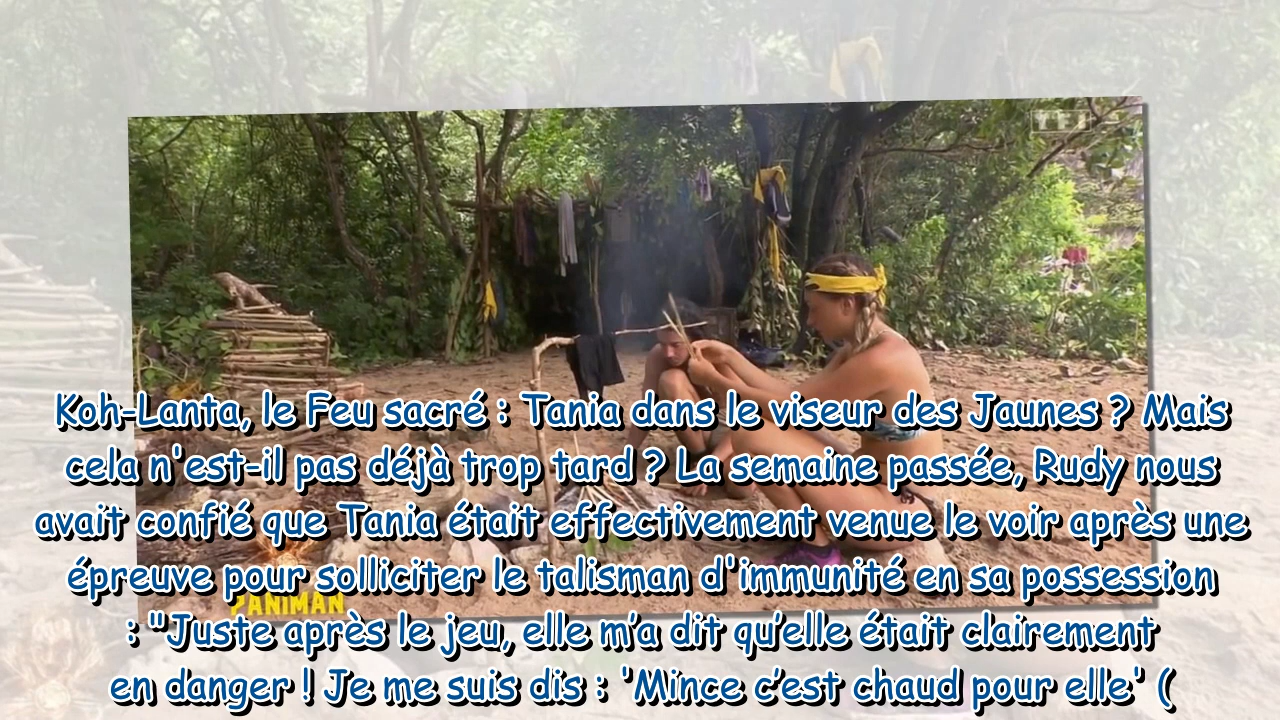 TF1
Koh-Lanta, le Feu sacré : Tania dans le viseur des Jaunes ? Mais
cela n'est-il pas déjà trop tard ? La semaine passée, Rudy nous
avait confié que Tania était effectivement venue le voir après une
épreuve pour solliciter le talisman d'immunité en sa possession
ZANIMAN
: "Juste après le jeu, elle m’a dit qu’elle était clairement
en danger ! Je me suis dis : 'Mince c’est chaud pour elle' (